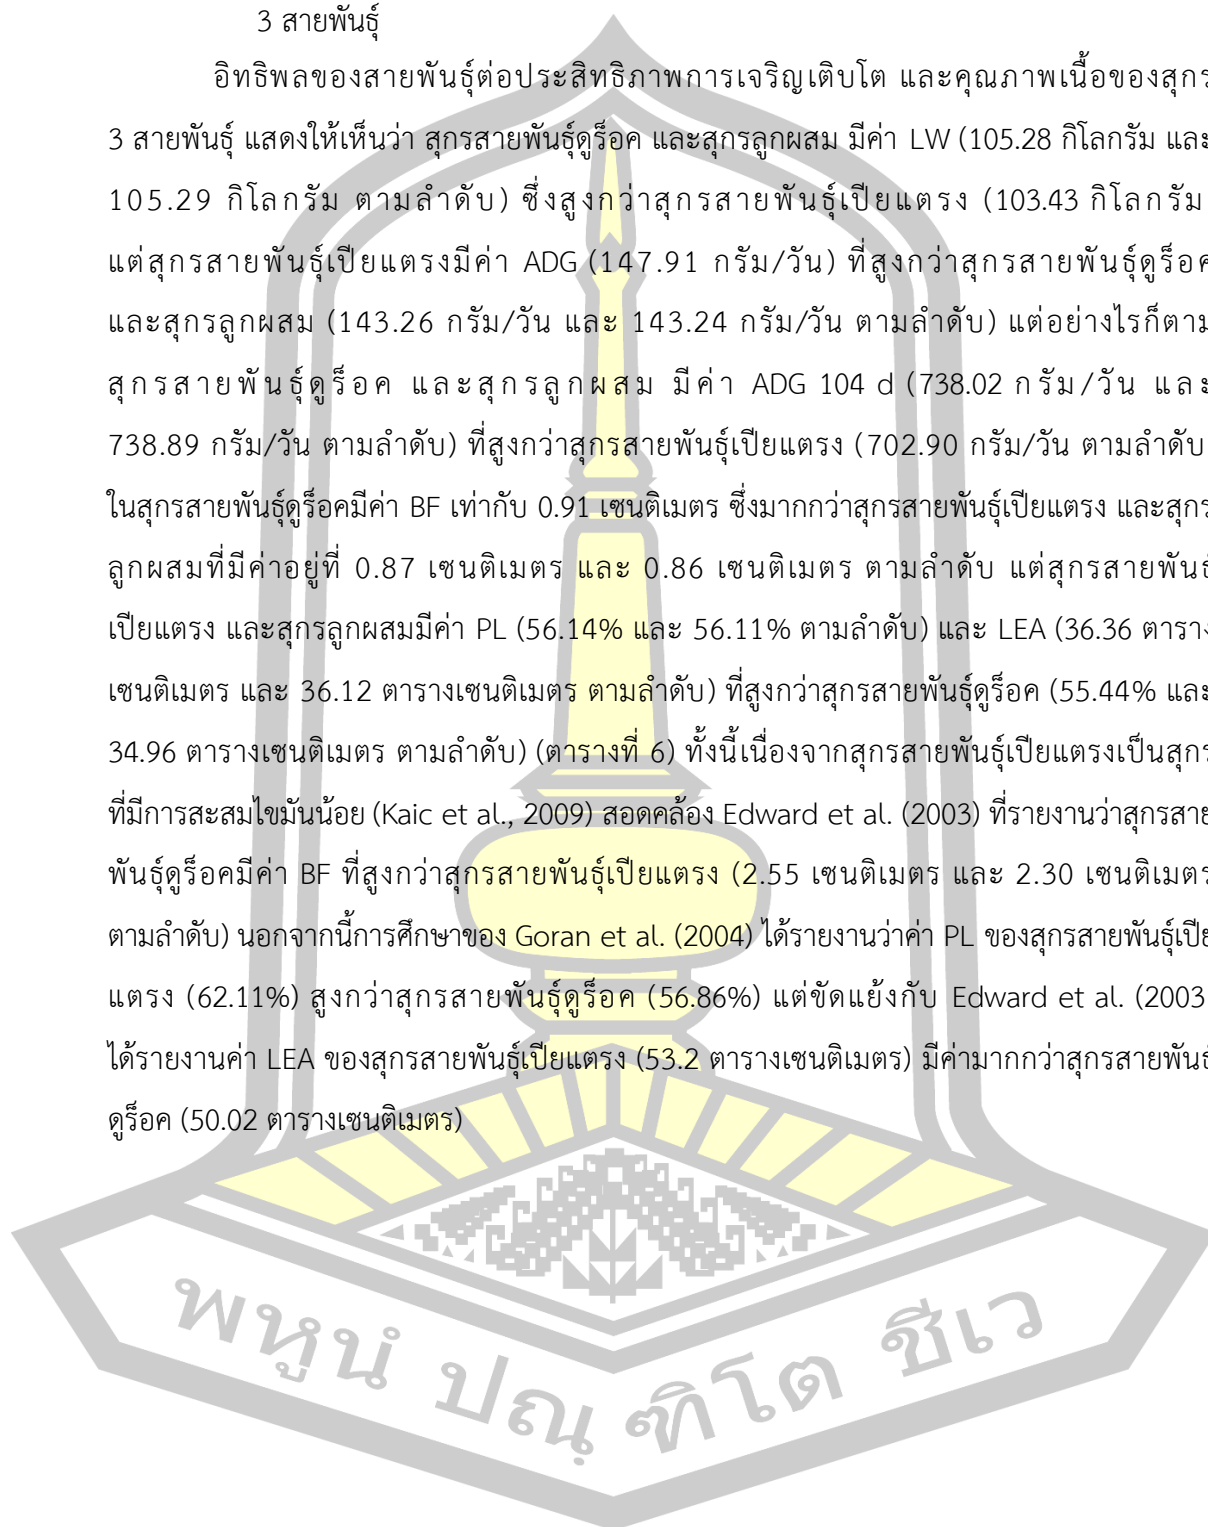 3 สายพันธุ์
อิทธิพลของสายพันธุ์ต่อประสิทธิภาพการเจริญเติบโต และคุณภาพเนื้อของสุกร
3 สายพันธุ์ แสดงให้เห็นว่า สุกรสายพันธุ์ดูร็อค และสุกรลูกผสม มีค่า LW (105.28 กิโลกรัม และ
105.29 กิโลกรัม ตามลำดับ) ซึ่งสูงกว่าสุกรสายพันธุ์เปียแตรง (103.43 กิโลกรัม
แต่สุกรสายพันธุ์เปียแตรงมีค่า ADG (147.91 กรัม/วัน) ที่สูงกว่าสุกรสายพันธุ์ดูร็อค
และสุกรลูกผสม (143.26 กรัม/วัน และ 143.24 กรัม/วัน ตามลำดับ) แต่อย่างไรก็ตาม
สุกรสายพันธุ์ดูร็อค และสุกรลูกผสม มีค่า ADG 104 d (738.02 กรัม/วัน และ
738.89 กรัม/วัน ตามลำดับ) ที่สูงกว่าสุกรสายพันธุ์เปียแตรง (702.90 กรัม/วัน ตามลำดับ
ในสุกรสายพันธุ์ดูร็อคมีค่า BF เท่ากับ 0.91 เซนติเมตร ซึ่งมากกว่าสุกรสายพันธุ์เปียแตรง และสุกร
ลูกผสมที่มีค่าอยู่ที่ 0.87 เซนติเมตร และ 0.86 เซนติเมตร ตามลำดับ แต่สุกรสายพันธุ์
เปียแตรง และสุกรลูกผสมมีค่า PL (56.14% และ 56.11% ตามลำดับ) และ LEA (36.36 ตาราง
เซนติเมตร และ 36.12 ตารางเซนติเมตร ตามลำดับ) ที่สูงกว่าสุกรสายพันธุ์ดูร็อค (55.44% และ
34.96 ตารางเซนติเมตร ตามลำดับ) (ตารางที่ 6) ทั้งนี้เนื่องจากสุกรสายพันธุ์เปียแตรงเป็นสุกร
ที่มีการสะสมไขมันน้อย (Kaic et al., 2009) สอดคล้อง Edward et al. (2003) ที่รายงานว่าสุกรสาย
พันธุ์ดูร็อคมีค่า BF ที่สูงกว่าสุกรสายพันธุ์เปียแตรง (2.55 เซนติเมตร และ 2.30 เซนติเมตร
ตามลำดับ) นอกจากนี้การศึกษาของ Goran et al. (2004) ได้รายงานว่าค่า PL ของสุกรสายพันธุ์เปีย
แตรง (62.11%) สูงกว่าสุกรสายพันธุ์ดูร็อค (56.86%) แต่ขัดแย้งกับ Edward et al. (2003
ได้รายงานค่า LEA ของสุกรสายพันธุ์เปียแตรง (53.2 ตารางเซนติเมตร) มีค่ามากกว่าสุกรสายพันธุ์
ดูร็อค (50.02 ตารางเซนติเมตร)
พหูนํ ปณฺฑิโต ชีเว